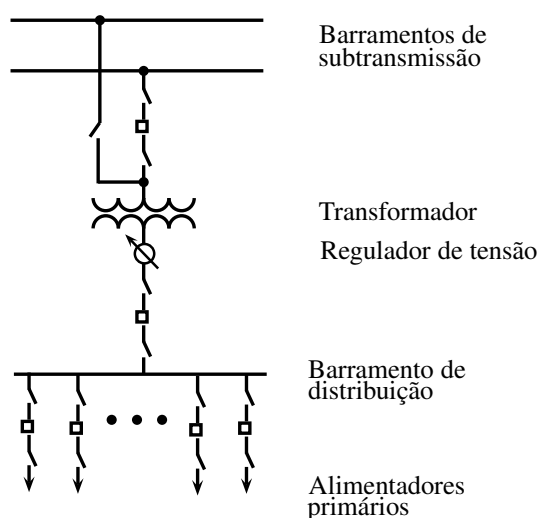 Barramentos de
subtransmissão
Transformador
Regulador de tensão
Barramento de
distribuição
Alimentadores
primários